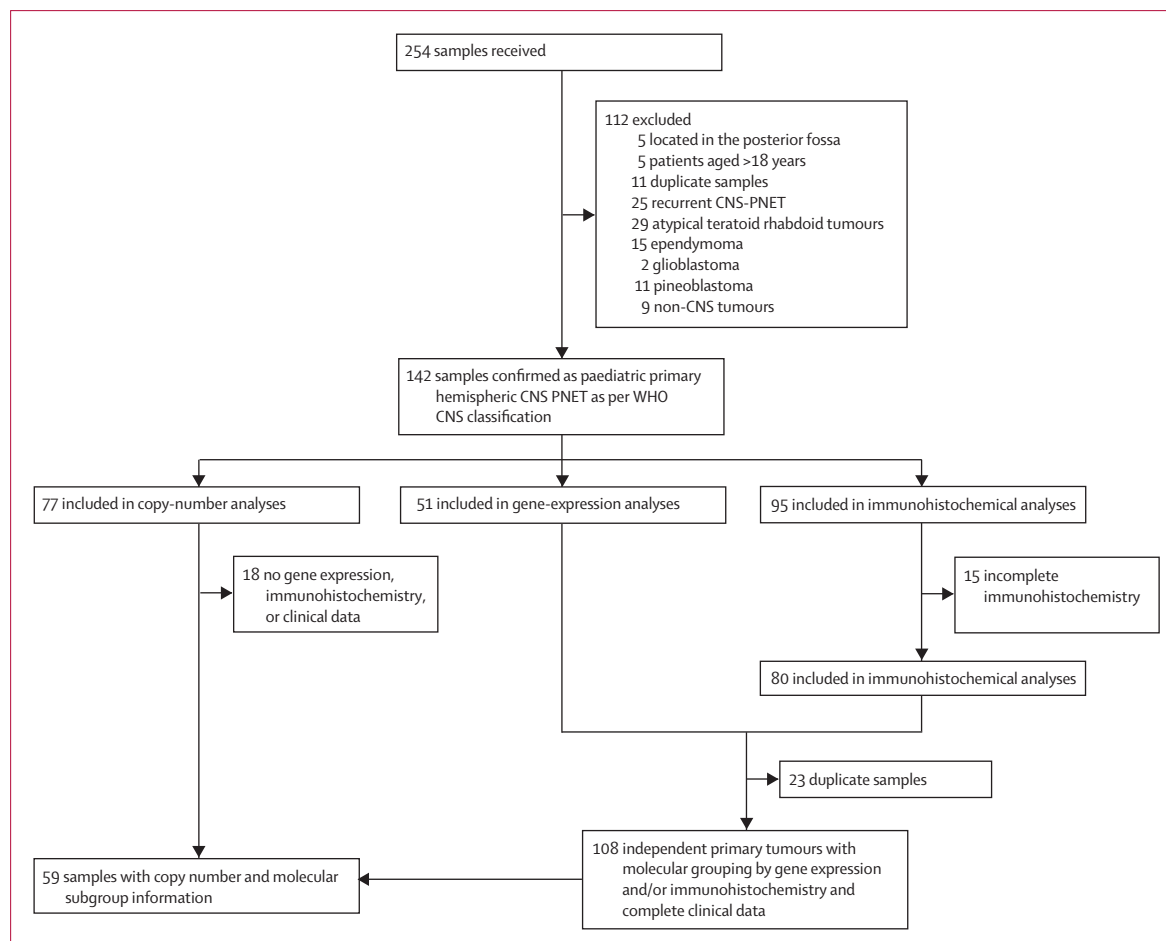 254 samples received
112 excluded
5 located in the posterior fossa
5 patients aged >18 years
11 duplicate samples
25 recurrent CNS-PNET
29 atypical teratoid rhabdoid tumours
15 ependymoma
2 glioblastoma
11 pineoblastoma
9 non-CNS tumours
142 samples confirmed as paediatric primary
hemispheric CNS PNET as per WHO
CNS classification
77 included in copy-number analyses
51 included in gene-expression analyses
95 included in immunohistochemical analyses
18 no gene expression,
immunohistochemistry,
or clinical data
15 incomplete
immunohistochemistry
80 included in immunohistochemical analyses
23 duplicate samples
108 independent primary tumours with
molecular grouping by gene expression
and/or immunohistochemistry and
complete clinical data
59 samples with copy number and molecular
subgroup information